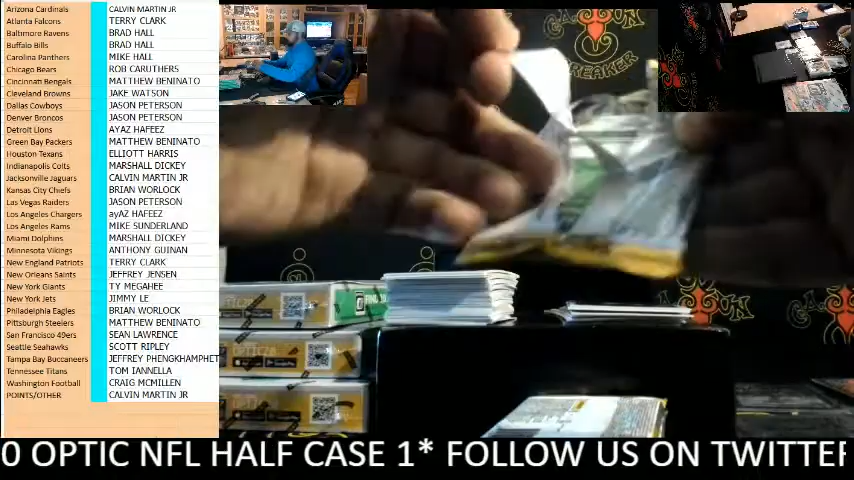 Arizona Cardinals CALVIN MARTIN JR
Atlanta Falcons TERRY CLARK
Baltimore Ravens BRAD HALL
Buffalo Bills BRAD HALL
Carolina Panthers MIKE HALL
Chicago Bears ROB CARUTHERS
Cincinnati Bengals MATTHEW BENINATO
Cleveland Browns JAKE WATSON
Dallas Cowboys JASON PETERSON
Denver Broncos JASON PETERSON
Detroit Lions AYAZ HAFEEZ
Green Bay Packers MATTHEW BENINATO
Houston Texans ELLIOTT HARRIS
Indianapolis Colts MARSHALL DICKEY
Jacksonville Jaguars CALVIN MARTIN JR
Kansas City Chiefs BRIAN WORLOCK
Las Vegas Raiders JASON PETERSON
Los Angeles Chargers ayAZ HAFEEZ
Los Angeles Rams MIKE SUNDERLAND
Miami Dolphins MARSHALL DICKEY
Minnesota Vikings ANTHONY GUINAN
New England Patriots TERRY CLARK
New Orleans Saints JEFFREY JENSEN
New York Giants TY MEGAHEE
New York Jets JIMMY LE
Philadelphia Eagles BRIAN WORLOCK
Pittsburgh Steelers MATTHEW BENINATO
San Francisco 49ers SEAN LAWRENCE
Seattle Seahawks SCOTT RIPLEY
Tampa Bay Buccaneers JEFFREY PHENGKHAMPHET
Tennessee Titans TOM IANNELLA
Washington Football CRAIG MCMILLEN
POINTS/OTHER CALVIN MARTIN JR
REAKER
0 OPTIC NFL HALF CASE 1* FOLLOW US ON TWITTER